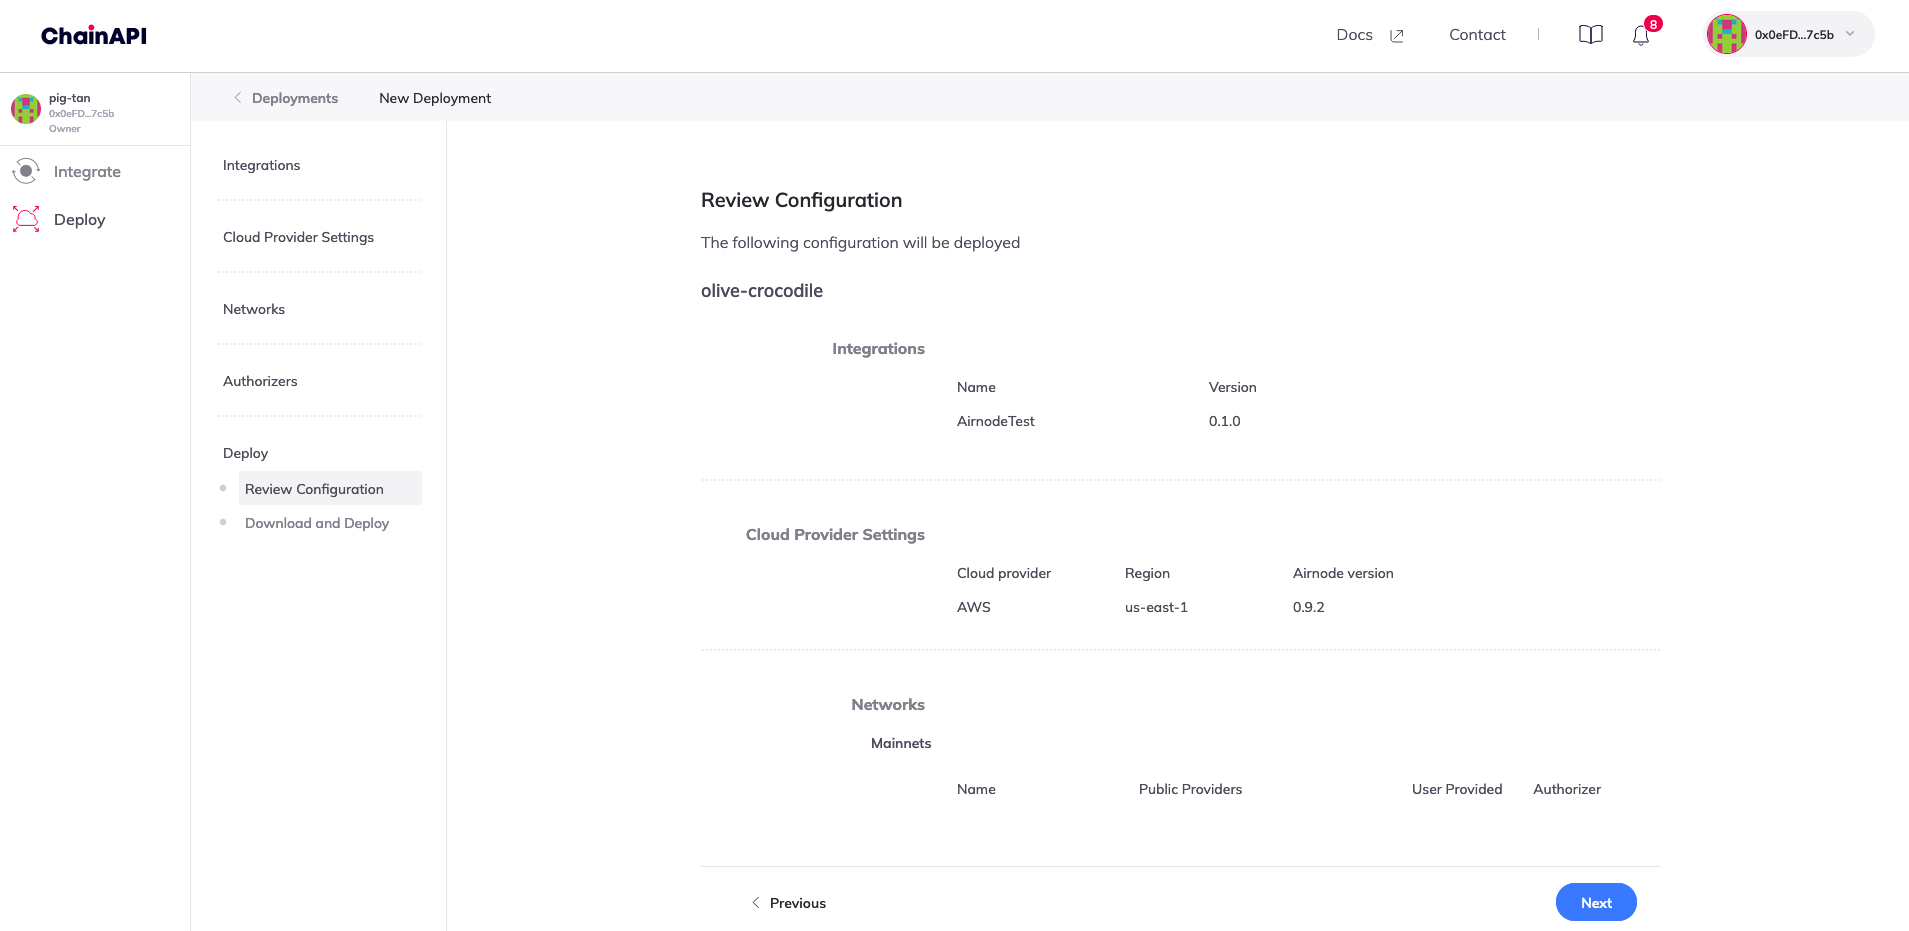 ChainAPI
Docs
Contact
8
0x0eFD...7c5b
pig-tan
0x0eFD...7c5b
Owner
Integrate
Deploy
Deployments
New Deployment
Integrations
Cloud Provider Settings
Networks
Authorizers
Deploy
Review Configuration
Download and Deploy
Review Configuration
The following configuration will be deployed
olive-crocodile
Integrations
Name Version
AirnodeTest 0.1.0
Cloud Provider Settings
Cloud provider Region Airnode version
AWS us-east-1 0.9.2
Networks
Mainnets
Name Public Providers User Provided Authorizer
Previous
Next